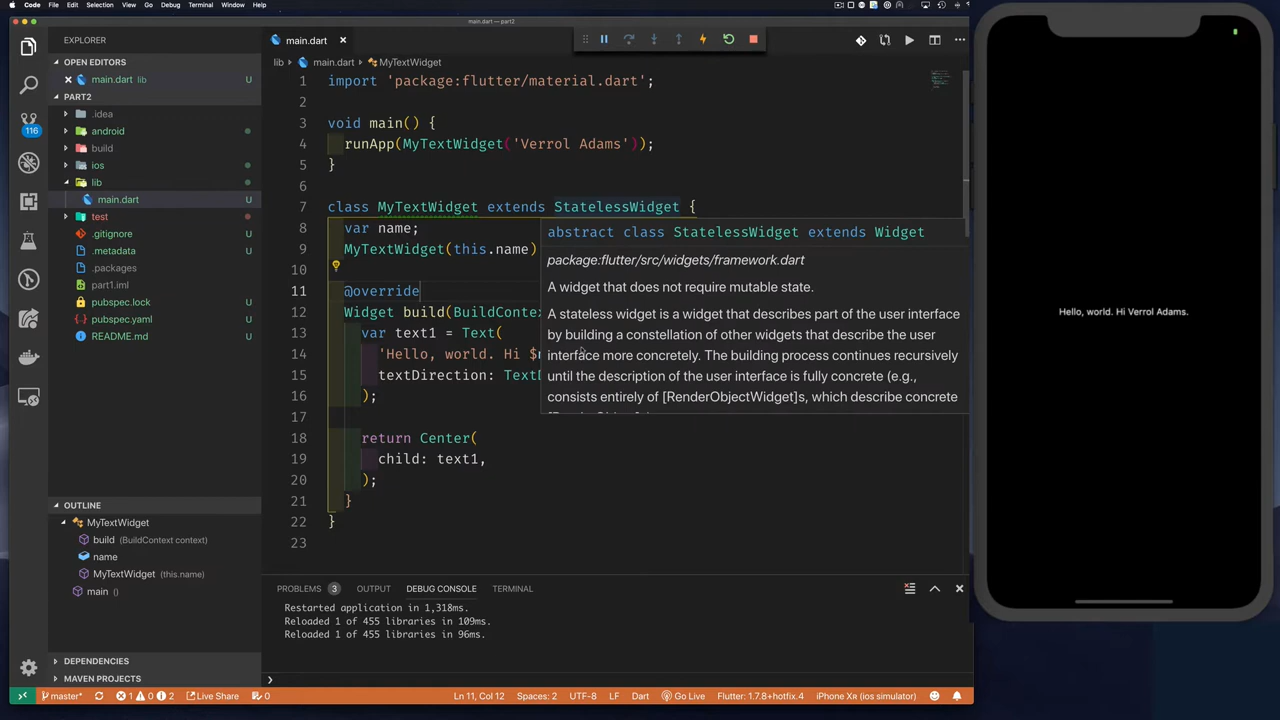 Code File Edit Selection View Go Debug Terminal Window Help
main.dart — part2
EXPLORER
main.dart
OPEN EDITORS
main.dart lib
lib main.dart MyTextWidget
PART2
.idea
android
build
ios
lib
main.dart U
test
.gitignore U
.metadata U
.packages
part1.iml
pubspec.lock U
pubspec.yaml U
README.md U
116
1 import 'package:flutter/material.dart';
2
3 void main() {
4 runApp(MyTextWidget('Verrol Adams'));
5 }
6
7 class MyTextWidget extends StatelessWidget {
8 var name;
9 MyTextWidget(this.name)
10
11 @override
12 Widget build(BuildConte
13 var text1 = Text(
14 'Hello, world. Hi $n
15 textDirection: TextD
16 );
17
18 return Center(
19 child: text1,
20 );
21 }
22 }
23
abstract class StatelessWidget extends Widget
package:flutter/src/widgets/framework.dart
A widget that does not require mutable state.
A stateless widget is a widget that describes part of the user interface
by building a constellation of other widgets that describe the user
interface more concretely. The building process continues recursively
until the description of the user interface is fully concrete (e.g.,
consists entirely of [RenderObjectWidget]s, which describe concrete
Hello, world. Hi Verrol Adams.
OUTLINE
MyTextWidget
build (BuildContext context)
name
MyTextWidget (this.name)
main ()
DEPENDENCIES
MAVEN PROJECTS
PROBLEMS 3 OUTPUT DEBUG CONSOLE TERMINAL
Restarted application in 1,318ms.
Reloaded 1 of 455 libraries in 109ms.
Reloaded 1 of 455 libraries in 96ms.
master* 1 0 2 Live Share 0 Ln 11, Col 12 Spaces: 2 UTF-8 LF Dart Go Live Flutter: 1.7.8+hotfix.4 iPhone Xʀ (ios simulator)